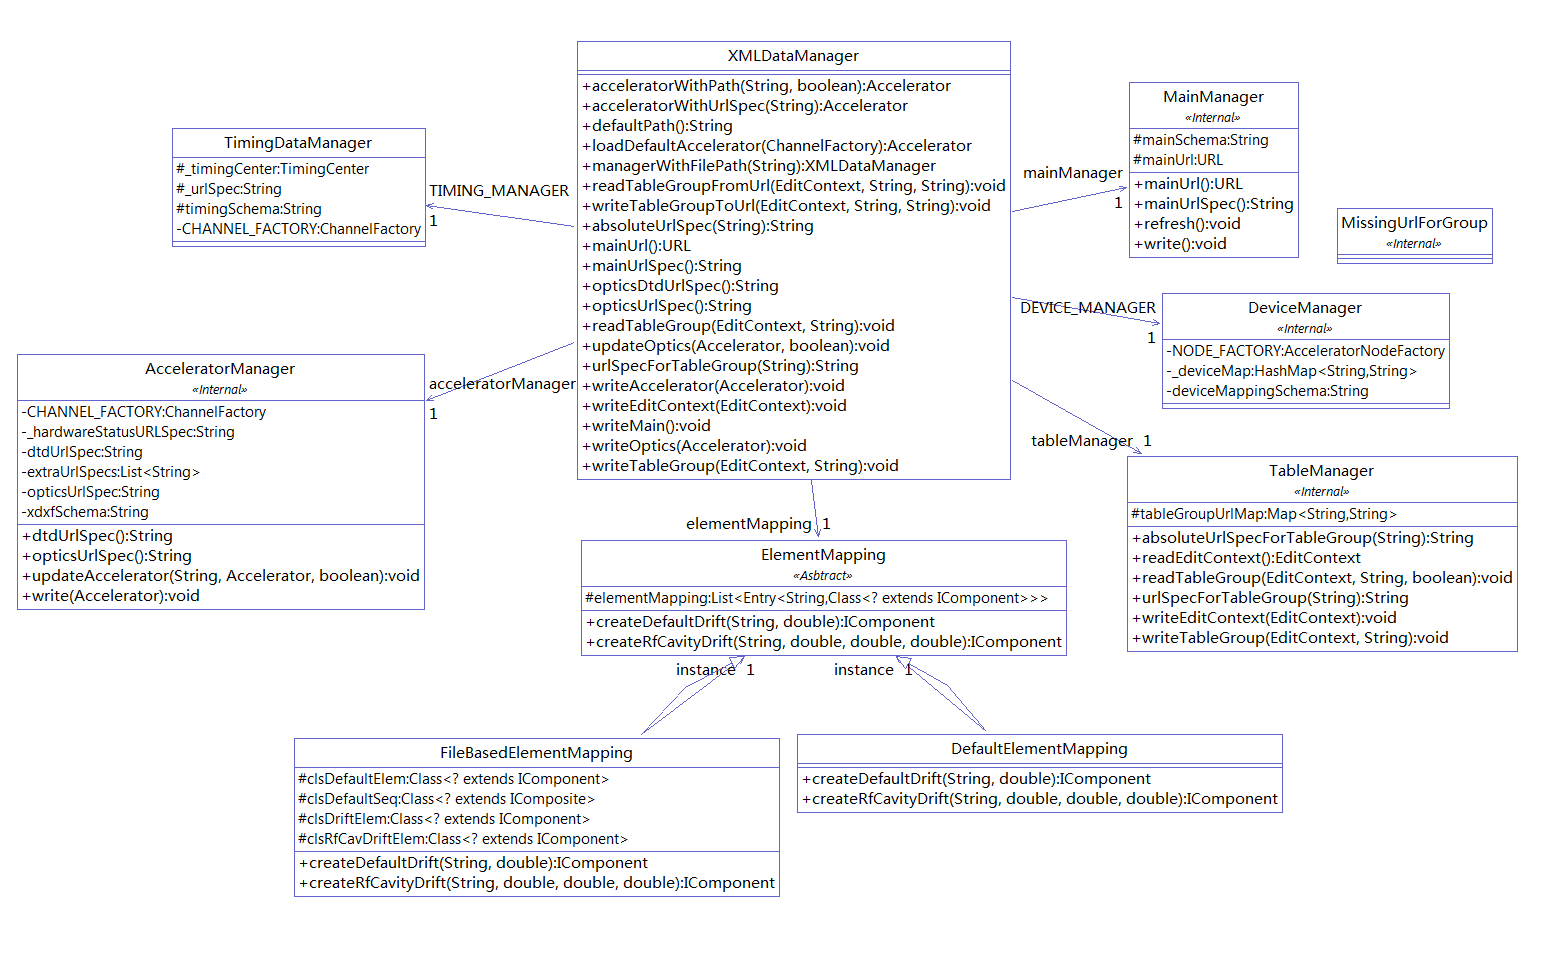 XMLDataManager
+acceleratorWithPath(String, boolean):Accelerator
+acceleratorWithUrlSpec(String):Accelerator
+defaultPath():String
+loadDefaultAccelerator(ChannelFactory):Accelerator
+managerWithFilePath(String):XMLDataManager
+readTableGroupFromUrl(EditContext, String, String):void
+writeTableGroupToUrl(EditContext, String, String):void
+absoluteUrlSpec(String):String
+mainUrl():URL
+mainUrlSpec():String
+opticsDtdUrlSpec():String
+opticsUrlSpec():String
+readTableGroup(EditContext, String):void
+updateOptics(Accelerator, boolean):void
+urlSpecForTableGroup(String):String
+writeAccelerator(Accelerator):void
+writeEditContext(EditContext):void
+writeMain():void
+writeOptics(Accelerator):void
+writeTableGroup(EditContext, String):void
TimingDataManager
#_timingCenter:TimingCenter
#_urlSpec:String
#timingSchema:String
-CHANNEL_FACTORY:ChannelFactory
TIMING_MANAGER
1
AcceleratorManager
«Internal»
-CHANNEL_FACTORY:ChannelFactory
-_hardwareStatusURLSpec:String
-dtdUrlSpec:String
-extraUrlSpecs:List<String>
-opticsUrlSpec:String
-xdxfSchema:String
+dtdUrlSpec():String
+opticsUrlSpec():String
+updateAccelerator(String, Accelerator, boolean):void
+write(Accelerator):void
acceleratorManager
1
mainManager
1
MainManager
«Internal»
#mainSchema:String
#mainUrl:URL
+mainUrl():URL
+mainUrlSpec():String
+refresh():void
+write():void
MissingUrlForGroup
«Internal»
DEVICE_MANAGER
1
DeviceManager
«Internal»
-NODE_FACTORY:AcceleratorNodeFactory
-_deviceMap:HashMap<String,String>
-deviceMappingSchema:String
tableManager 1
TableManager
«Internal»
#tableGroupUrlMap:Map<String,String>
+absoluteUrlSpecForTableGroup(String):String
+readEditContext():EditContext
+readTableGroup(EditContext, String, boolean):void
+urlSpecForTableGroup(String):String
+writeEditContext(EditContext):void
+writeTableGroup(EditContext, String):void
elementMapping 1
ElementMapping
«Asbtract»
#elementMapping:List<Entry<String,Class<? extends IComponent>>>
+createDefaultDrift(String, double):IComponent
+createRfCavityDrift(String, double, double, double):IComponent
instance 1
instance 1
FileBasedElementMapping
#clsDefaultElem:Class<? extends IComponent>
#clsDefaultSeq:Class<? extends IComposite>
#clsDriftElem:Class<? extends IComponent>
#clsRfCavDriftElem:Class<? extends IComponent>
+createDefaultDrift(String, double):IComponent
+createRfCavityDrift(String, double, double, double):IComponent
DefaultElementMapping
+createDefaultDrift(String, double):IComponent
+createRfCavityDrift(String, double, double, double):IComponent